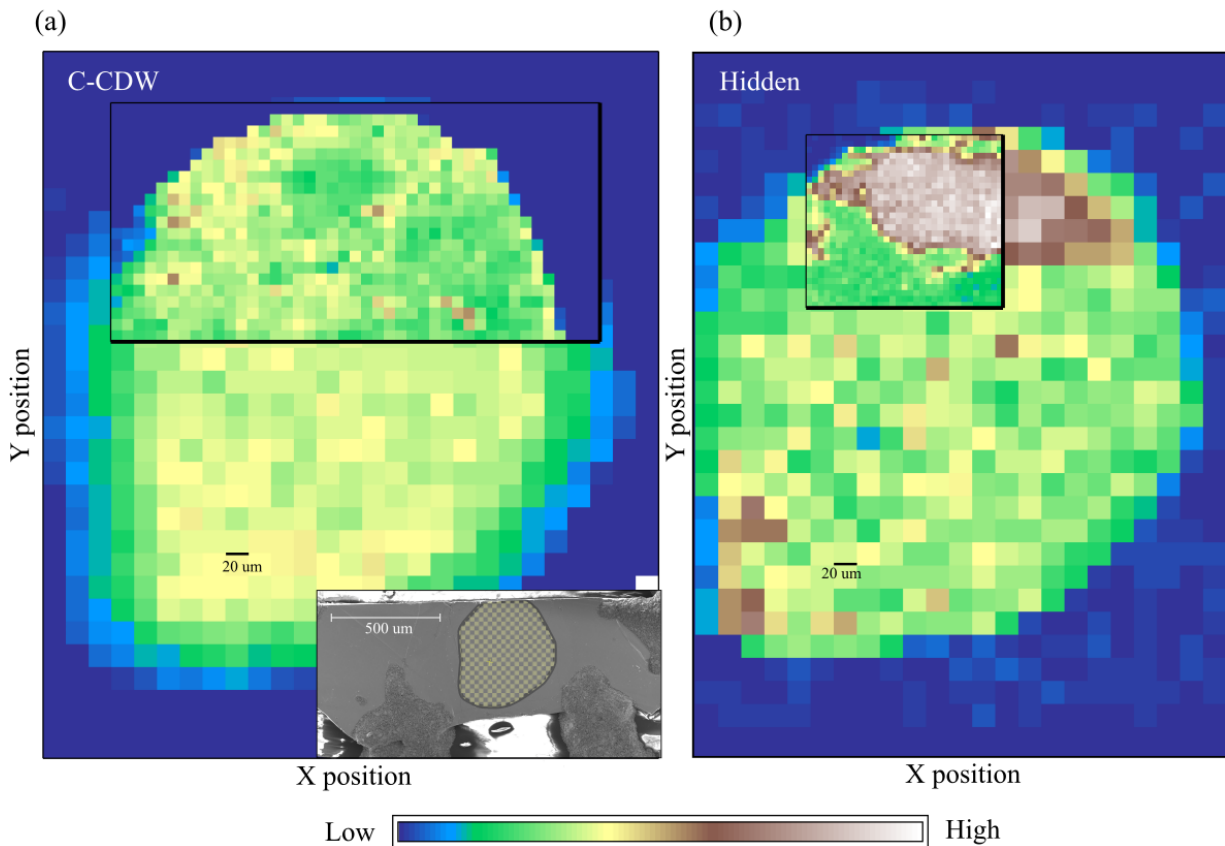 (a)
(b)
C-CDW
Hidden
Y position
Y position
20 um
20 um
500 um
X position
X position
Low
High